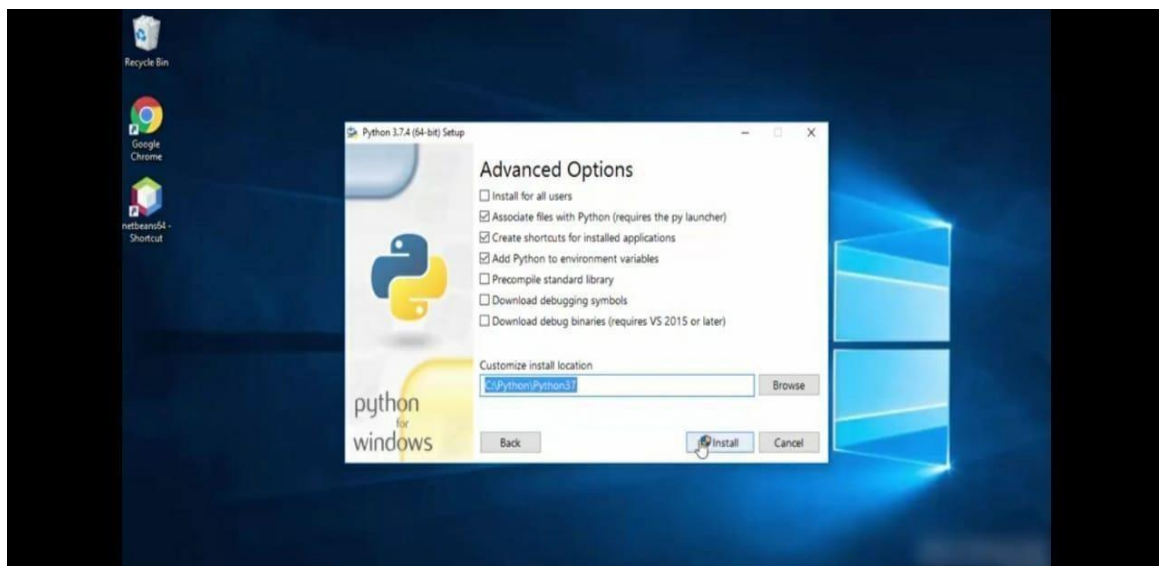 Recycle Bin
Google
Chrome
netbeans64 -
Shortcut
Python 3.7.4 (64-bit) Setup
Advanced Options
Install for all users
Associate files with Python (requires the py launcher)
Create shortcuts for installed applications
Add Python to environment variables
Precompile standard library
Download debugging symbols
Download debug binaries (requires VS 2015 or later)
Customize install location
C:\Python\Python37
Browse
python
for
windows
Back
Install
Cancel